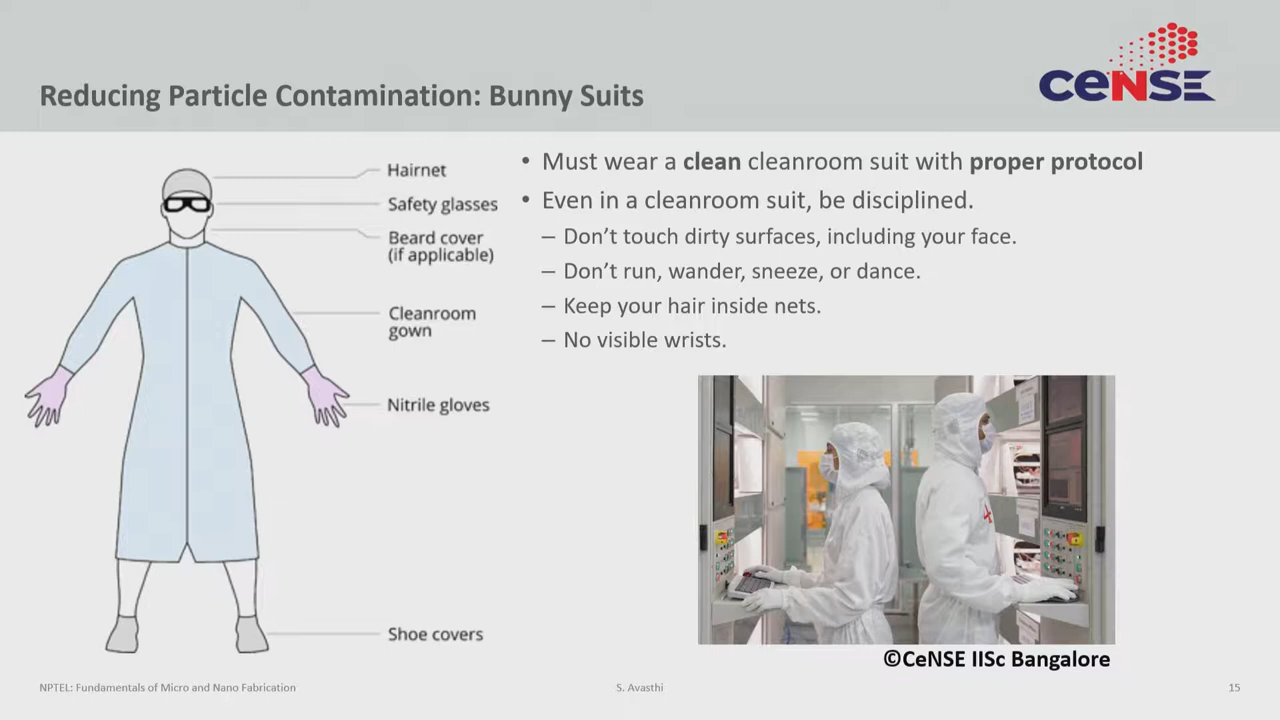 Reducing Particle Contamination: Bunny Suits
CeNSE
Hairnet
Safety glasses
Beard cover
(if applicable)
Cleanroom
gown
Nitrile gloves
Shoe covers
• Must wear a clean cleanroom suit with proper protocol
• Even in a cleanroom suit, be disciplined.
– Don’t touch dirty surfaces, including your face.
– Don’t run, wander, sneeze, or dance.
– Keep your hair inside nets.
– No visible wrists.
©CeNSE IISc Bangalore
NPTEL: Fundamentals of Micro and Nano Fabrication
S. Avasthi
15